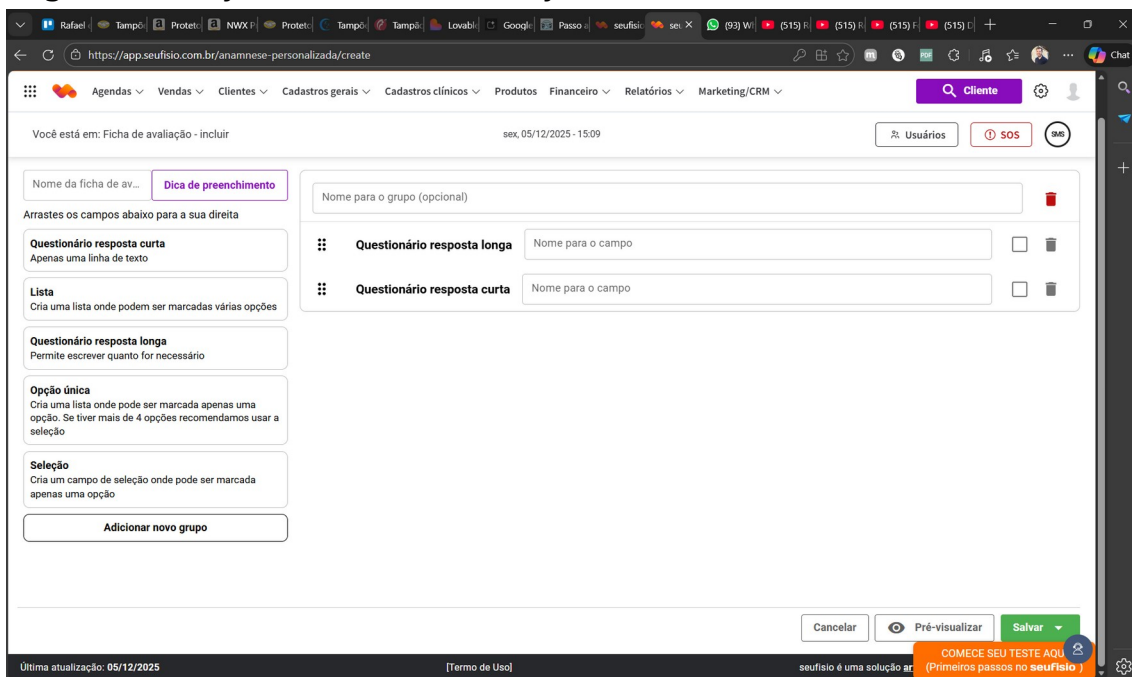 Rafael
Tampõ
Proteto
NWX P
Proteto
Tampõ
Tampã
Lovabl
Googl
Passo a
seufisio
seu
(93) W
(515) R
(515) R
(515) F
(515) D
https://app.seufisio.com.br/anamnese-personalizada/create
Chat
Agendas
Vendas
Clientes
Cadastros gerais
Cadastros clínicos
Produtos
Financeiro
Relatórios
Marketing/CRM
Cliente
Você está em: Ficha de avaliação - incluir
sex, 05/12/2025 - 15:09
Usuários
SOS
SMS
Nome da ficha de av...
Dica de preenchimento
Arrastes os campos abaixo para a sua direita
Questionário resposta curta
Apenas uma linha de texto
Lista
Cria uma lista onde podem ser marcadas várias opções
Questionário resposta longa
Permite escrever quanto for necessário
Opção única
Cria uma lista onde pode ser marcada apenas uma
opção. Se tiver mais de 4 opções recomendamos usar a
seleção
Seleção
Cria um campo de seleção onde pode ser marcada
apenas uma opção
Adicionar novo grupo
Nome para o grupo (opcional)
Questionário resposta longa
Nome para o campo
Questionário resposta curta
Nome para o campo
Cancelar
Pré-visualizar
Salvar
Última atualização: 05/12/2025
[Termo de Uso]
seufisio é uma solução
COMECE SEU TESTE AQU
(Primeiros passos no seufisio )